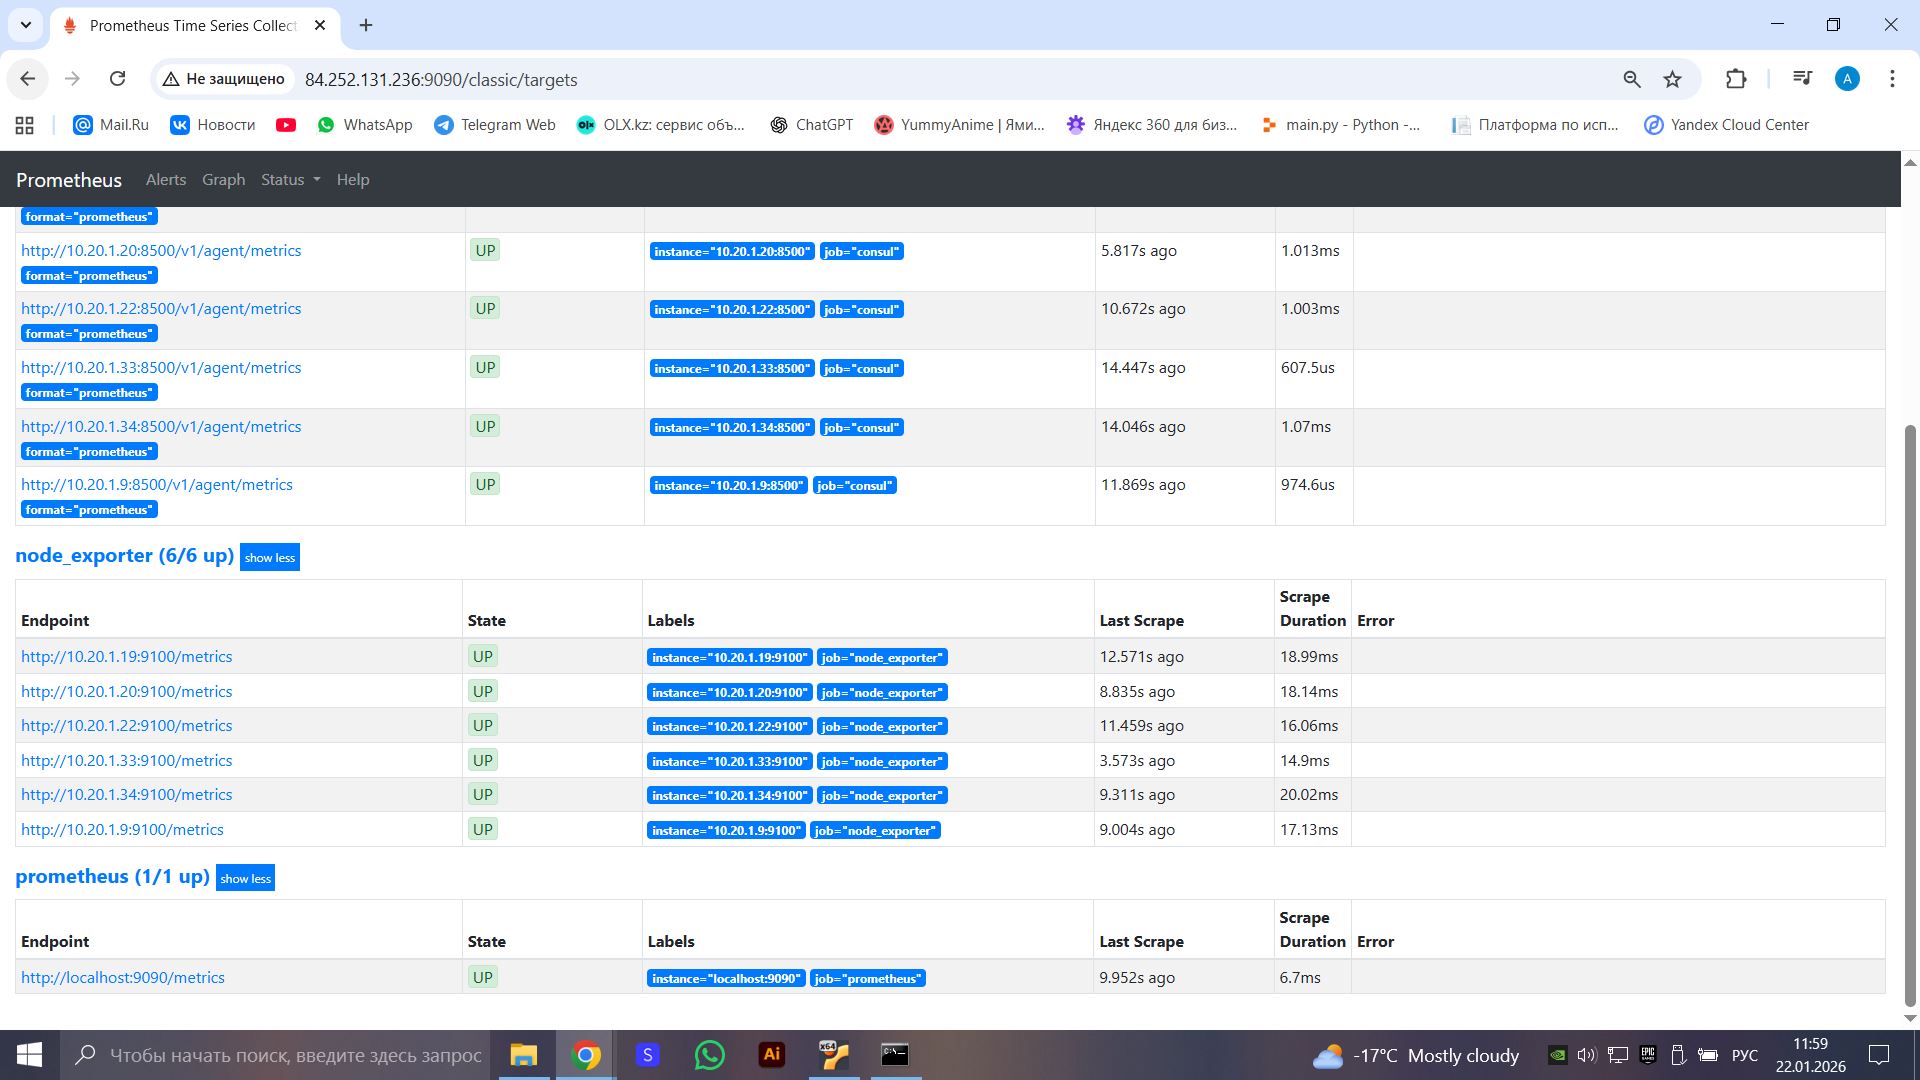 Prometheus Time Series Collect
Не защищено 84.252.131.236:9090/classic/targets A
Mail.Ru Новости WhatsApp Telegram Web OLX.kz: сервис объ... ChatGPT YummyAnime | Ями... Яндекс 360 для биз... main.py - Python -... Платформа по исп... Yandex Cloud Center
Prometheus Alerts Graph Status Help
format="prometheus"
http://10.20.1.20:8500/v1/agent/metrics UP instance="10.20.1.20:8500" job="consul" 5.817s ago 1.013ms
format="prometheus"
http://10.20.1.22:8500/v1/agent/metrics UP instance="10.20.1.22:8500" job="consul" 10.672s ago 1.003ms
format="prometheus"
http://10.20.1.33:8500/v1/agent/metrics UP instance="10.20.1.33:8500" job="consul" 14.447s ago 607.5us
format="prometheus"
http://10.20.1.34:8500/v1/agent/metrics UP instance="10.20.1.34:8500" job="consul" 14.046s ago 1.07ms
format="prometheus"
http://10.20.1.9:8500/v1/agent/metrics UP instance="10.20.1.9:8500" job="consul" 11.869s ago 974.6us
format="prometheus"
node_exporter (6/6 up) show less
Endpoint State Labels Last Scrape Scrape Duration Error
http://10.20.1.19:9100/metrics UP instance="10.20.1.19:9100" job="node_exporter" 12.571s ago 18.99ms
http://10.20.1.20:9100/metrics UP instance="10.20.1.20:9100" job="node_exporter" 8.835s ago 18.14ms
http://10.20.1.22:9100/metrics UP instance="10.20.1.22:9100" job="node_exporter" 11.459s ago 16.06ms
http://10.20.1.33:9100/metrics UP instance="10.20.1.33:9100" job="node_exporter" 3.573s ago 14.9ms
http://10.20.1.34:9100/metrics UP instance="10.20.1.34:9100" job="node_exporter" 9.311s ago 20.02ms
http://10.20.1.9:9100/metrics UP instance="10.20.1.9:9100" job="node_exporter" 9.004s ago 17.13ms
prometheus (1/1 up) show less
Endpoint State Labels Last Scrape Scrape Duration Error
http://localhost:9090/metrics UP instance="localhost:9090" job="prometheus" 9.952s ago 6.7ms
Чтобы начать поиск, введите здесь запрос S Ai x64 -17°C Mostly cloudy EPIC РУС 11:59
22.01.2026